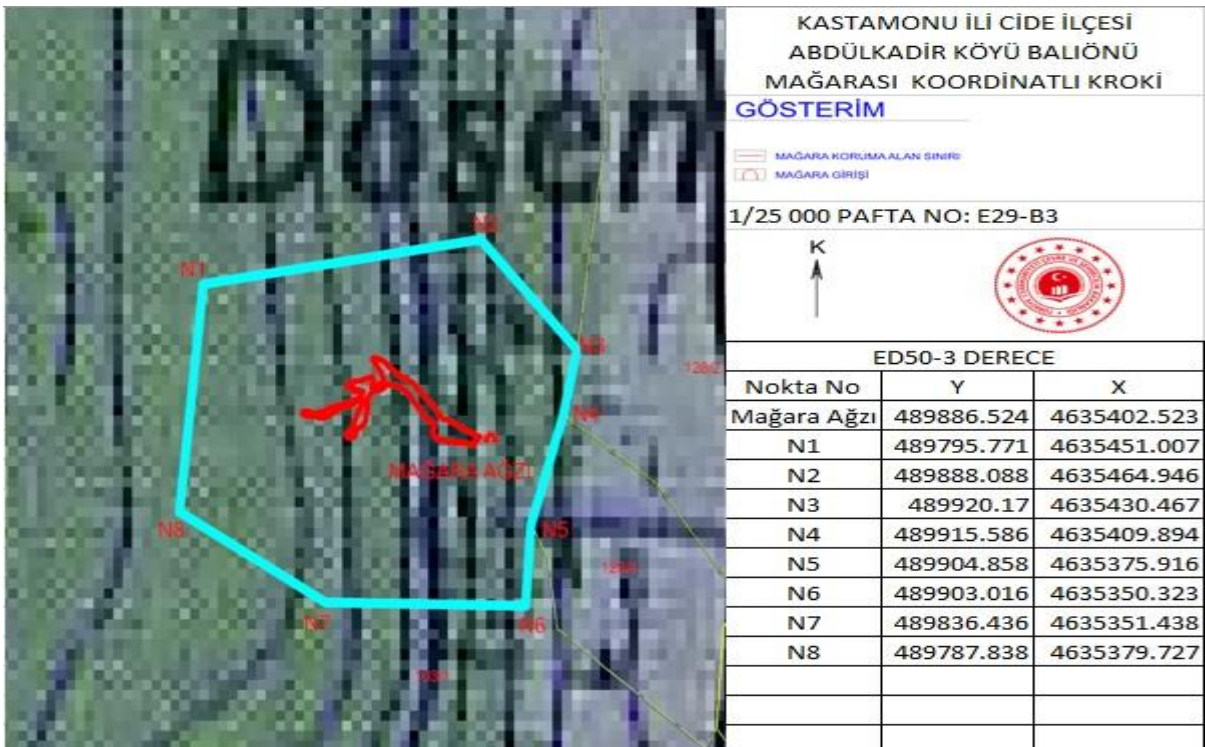 Dösen
N1
N3
N4
MAĞARA AĞZI
N8
N5
N7
N6
KASTAMONU İLİ CİDE İLÇESİ
ABDÜLKADİR KÖYÜ BALIÖNÜ
MAĞARASI KOORDİNATLI KROKİ
GÖSTERİM
MAĞARA KORUMA ALAN SINIRI
MAĞARA GİRİŞİ
1/25 000 PAFTA NO: E29-B3
K
ED50-3 DERECE
Nokta No Y X
Mağara Ağzı 489886.524 4635402.523
N1 489795.771 4635451.007
N2 489888.088 4635464.946
N3 489920.17 4635430.467
N4 489915.586 4635409.894
N5 489904.858 4635375.916
N6 489903.016 4635350.323
N7 489836.436 4635351.438
N8 489787.838 4635379.727